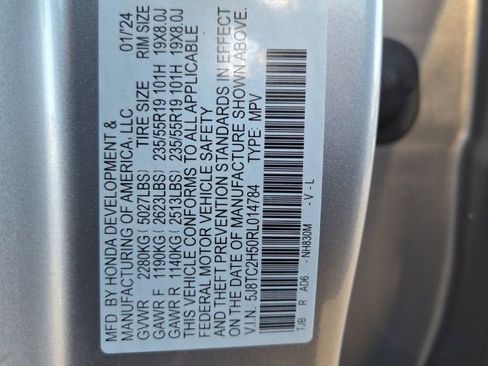 MFD. BY HONDA DEVELOPMENT &
MANUFACTURING OF AMERICA, LLC 01/'24
GVWR 2280KG( 5027LBS) TIRE SIZE RIM SIZE
GAWR F 1190KG( 2623LBS) 235/55R19 101H 19X8.0J
GAWR R 1140KG( 2513LBS) 235/55R19 101H 19X8.0J
THIS VEHICLE CONFORMS TO ALL APPLICABLE
FEDERAL MOTOR VEHICLE SAFETY
AND THEFT PREVENTION STANDARDS IN EFFECT
ON THE DATE OF MANUFACTURE SHOWN ABOVE.
V.I.N.: 5J8TC2H50RL014784 TYPE: MPV
TJB R AD6 -NH830M -V-L